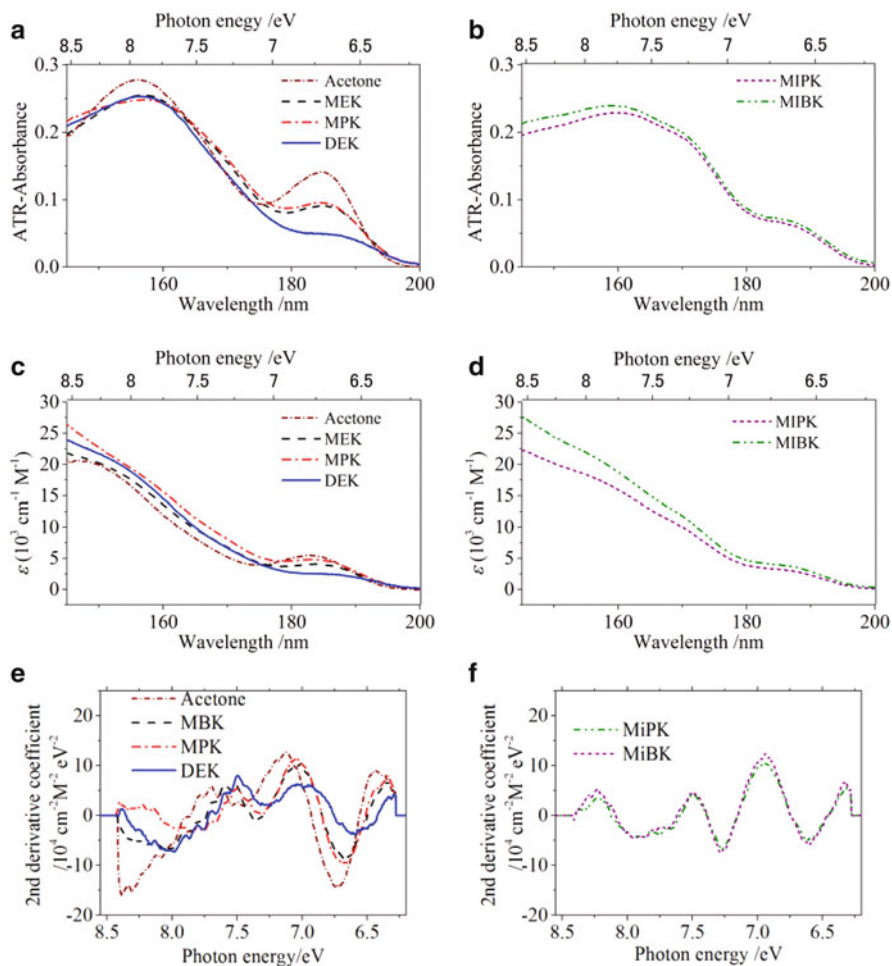 a
Photon energy /eV
8.5 8 7.5 7 6.5
0.3
0.2
0.1
0.0
ATR-Absorbance
Acetone
MEK
MPK
DEK
160 180 200
Wavelength /nm
b
Photon energy /eV
8.5 8 7.5 7 6.5
0.3
0.2
0.1
0.0
ATR-Absorbance
MIPK
MIBK
160 180 200
Wavelength /nm
c
Photon enegy /eV
8.5 8 7.5 7 6.5
30
25
20
15
10
5
0
ε (10³ cm⁻¹ M⁻¹)
Acetone
MEK
MPK
DEK
160 180 200
Wavelength /nm
d
Photon enegy /eV
8.5 8 7.5 7 6.5
30
25
20
15
10
5
0
ε (10³ cm⁻¹ M⁻¹)
MIPK
MIBK
160 180 200
Wavelength /nm
e
20
10
0
-10
-20
2nd derivative coefficient
/10⁴ cm⁻²M⁻² eV⁻²
Acetone
MBK
MPK
DEK
8.5 8.0 7.5 7.0 6.5
Photon energy/eV
f
20
10
0
-10
-20
2nd derivative coefficient
/10⁴ cm⁻²M⁻² eV⁻²
MiPK
MiBK
8.5 8.0 7.5 7.0 6.5
Photon energy /eV